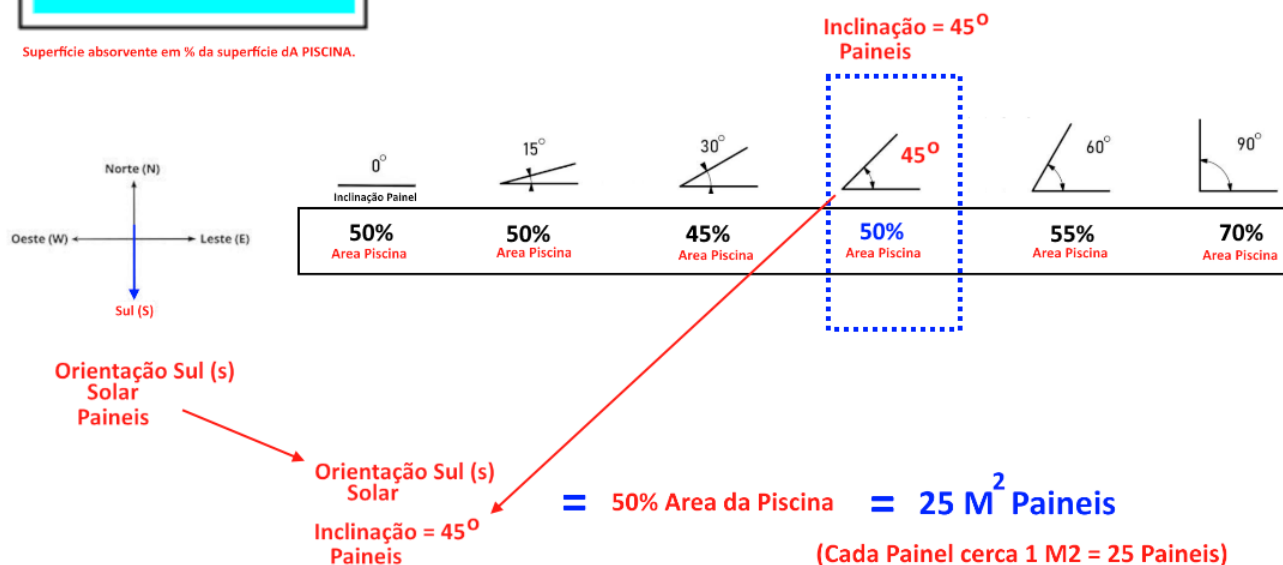 Superfície absorvente em % da superfície dA PISCINA.
Inclinação = 45º
Paineis
Norte (N)
Oeste (W)
Leste (E)
Sul (S)
0°
Inclinação Painel
15°
30°
45º
60°
90°
50%
Area Piscina
50%
Area Piscina
45%
Area Piscina
50%
Area Piscina
55%
Area Piscina
70%
Area Piscina
Orientação Sul (s)
Solar
Paineis
Orientação Sul (s)
Solar
Inclinação = 45º
Paineis
= 50% Area da Piscina = 25 M² Paineis
(Cada Painel cerca 1 M2 = 25 Paineis)